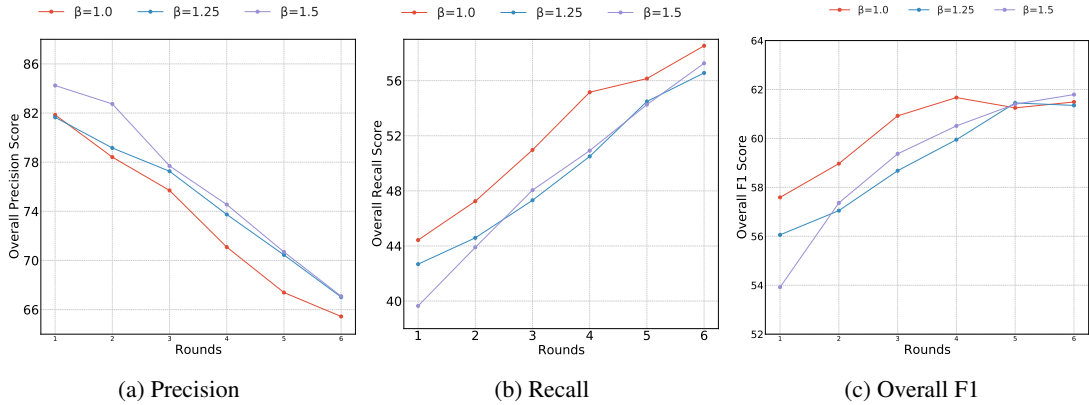 β=1.0 β=1.25 β=1.5
Overall Precision Score
86
82
78
74
70
66
1 2 3 4 5 6
Rounds
(a) Precision
β=1.0 β=1.25 β=1.5
Overall Recall Score
56
52
48
44
40
1 2 3 4 5 6
Rounds
(b) Recall
β=1.0 β=1.25 β=1.5
Overall F1 Score
64
62
60
58
56
54
52
1 2 3 4 5 6
Rounds
(c) Overall F1